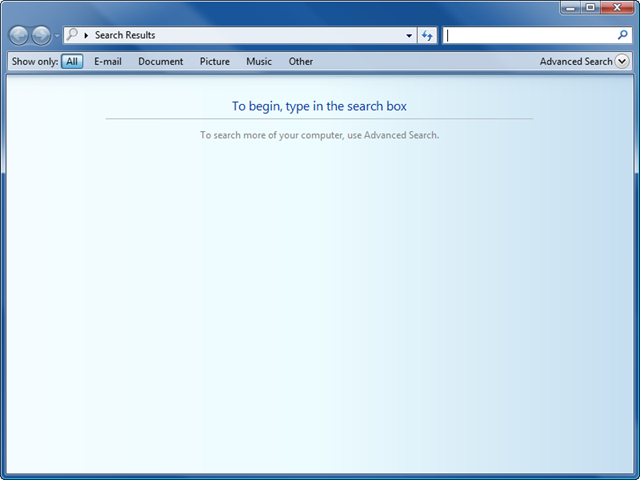 Search Results
Show only: All E-mail Document Picture Music Other Advanced Search
To begin, type in the search box
To search more of your computer, use Advanced Search.